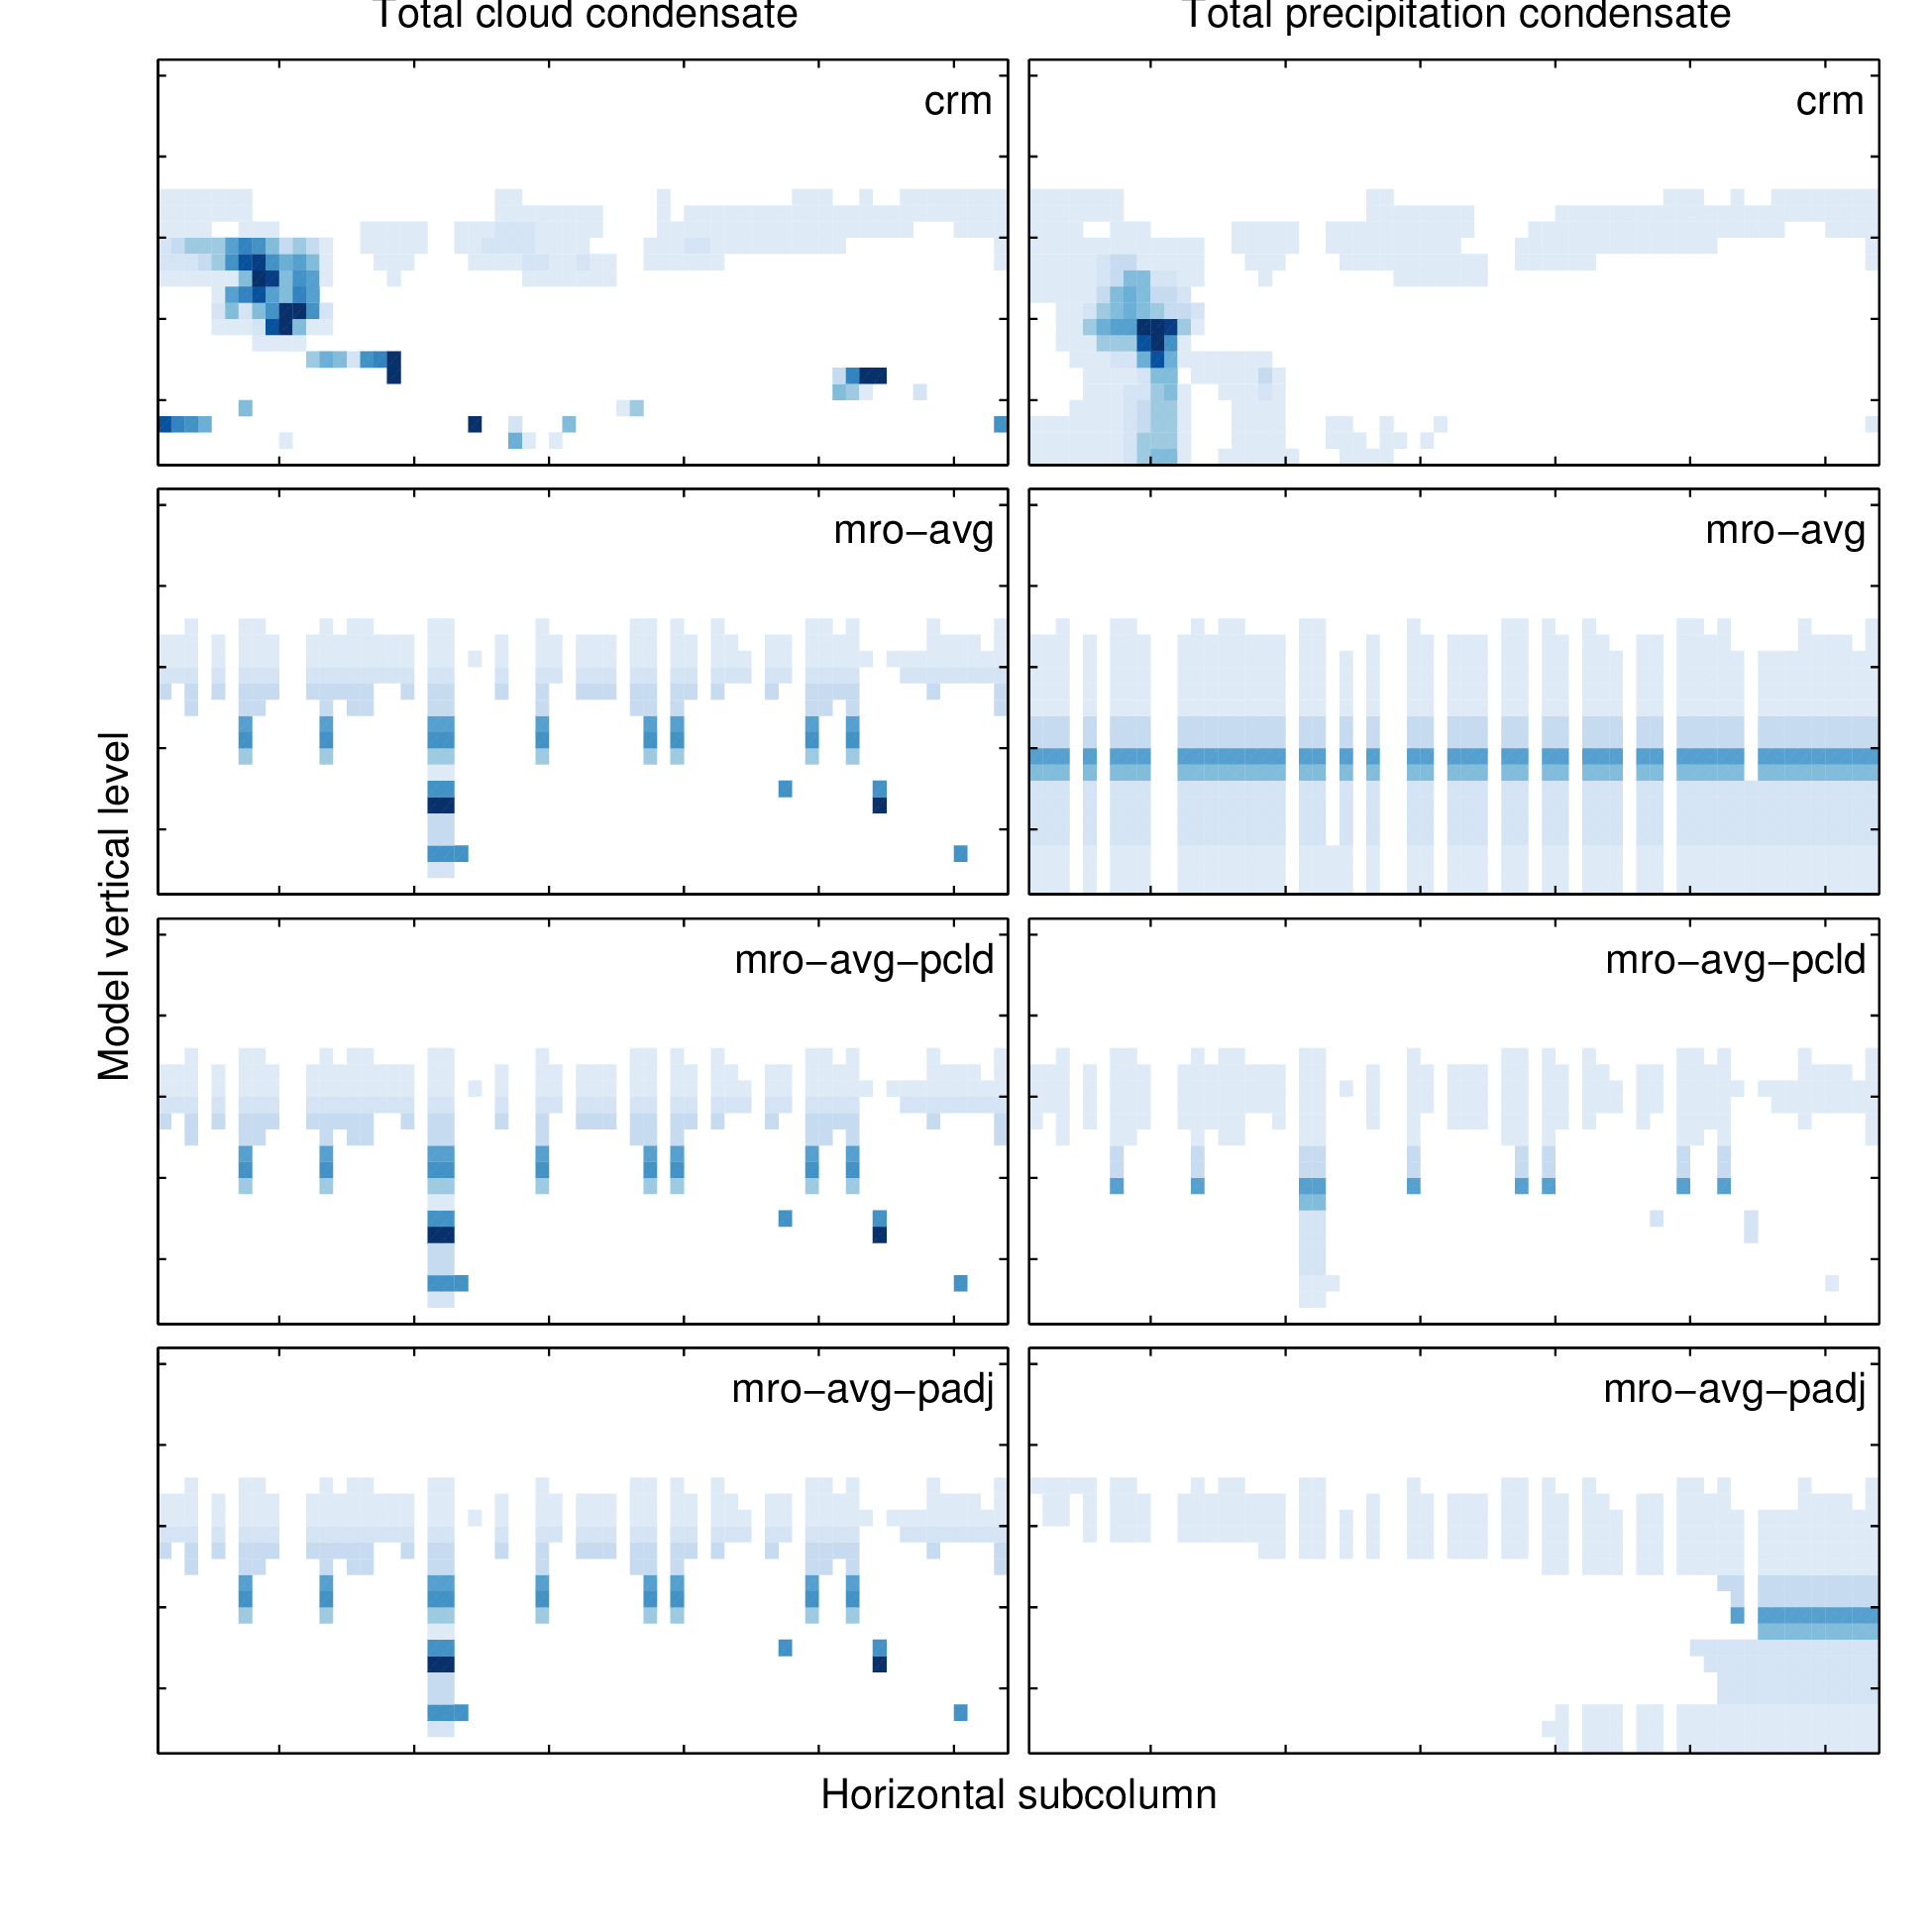 Total cloud condensate
Total precipitation condensate
crm
crm
mro−avg
mro−avg
Model vertical level
mro−avg−pcld
mro−avg−pcld
mro−avg−padj
mro−avg−padj
Horizontal subcolumn